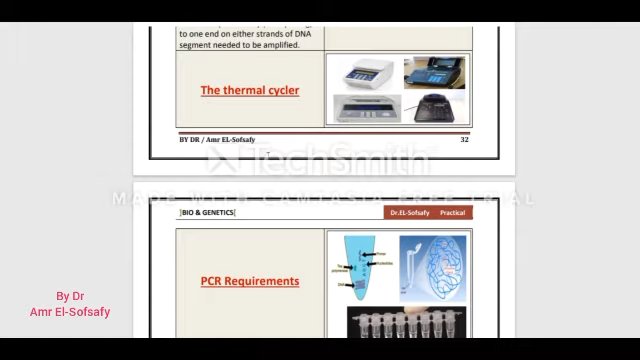 to one end on either strands of DNA
segment needed to be amplified.
The thermal cycler
BY DR / Amr EL-Sofsafy 32
TechSmith
MADE WITH CAMTASIA FREE TRIAL
]BIO & GENETICS[ Dr.EL-Sofsafy Practical
PCR Requirements
By Dr
Amr El-Sofsafy